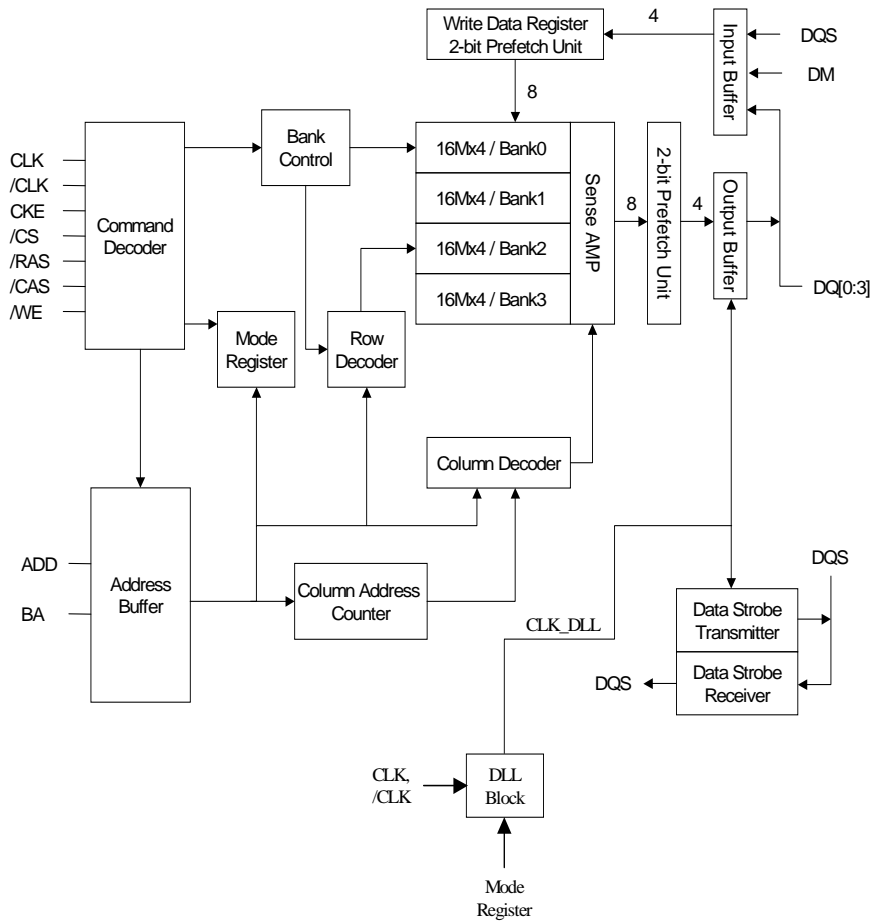 Write Data Register
2-bit Prefetch Unit
4
Input Buffer
DQS
DM
8
Bank
Control
16Mx4 / Bank0
16Mx4 / Bank1
16Mx4 / Bank2
16Mx4 / Bank3
Sense AMP
8
2-bit Prefetch Unit
4
Output Buffer
DQ[0:3]
CLK
/CLK
CKE
/CS
/RAS
/CAS
/WE
Command
Decoder
Mode
Register
Row
Decoder
Column Decoder
ADD
BA
Address
Buffer
Column Address
Counter
CLK_DLL
DQS
Data Strobe
Transmitter
Data Strobe
Receiver
DQS
CLK,
/CLK
DLL
Block
Mode
Register